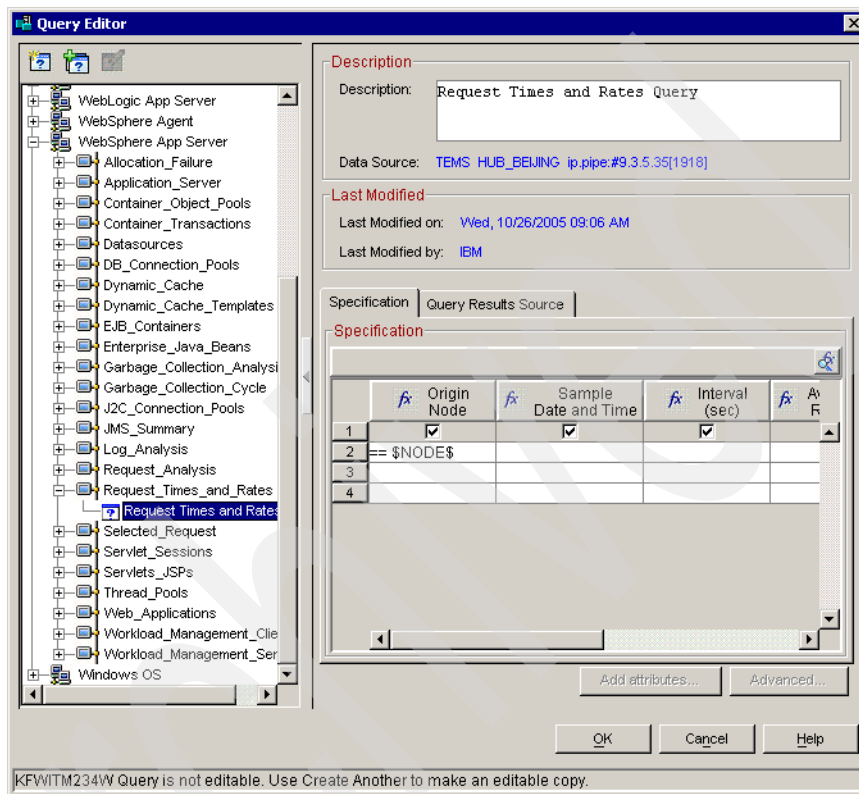 Query Editor
WebLogic App Server
WebSphere Agent
WebSphere App Server
Allocation_Failure
Application_Server
Container_Object_Pools
Container_Transactions
Datasources
DB_Connection_Pools
Dynamic_Cache
Dynamic_Cache_Templates
EJB_Containers
Enterprise_Java_Beans
Garbage_Collection_Analysi
Garbage_Collection_Cycle
J2C_Connection_Pools
JMS_Summary
Log_Analysis
Request_Analysis
Request_Times_and_Rates
Request Times and Rates
Selected_Request
Servlet_Sessions
Servlets_JSPs
Thread_Pools
Web_Applications
Workload_Management_Clie
Workload_Management_Ser
Windows OS
Description
Description: Request Times and Rates Query
Data Source: TEMS HUB_BEIJING ip.pipe:#9.3.5.35[1918]
Last Modified
Last Modified on: Wed, 10/26/2005 09:06 AM
Last Modified by: IBM
Specification Query Results Source
Specification
fx Origin Node fx Sample Date and Time fx Interval (sec) fx
1
2 == $NODE$
3
4
Add attributes... Advanced...
OK Cancel Help
KFWITM234W Query is not editable. Use Create Another to make an editable copy.